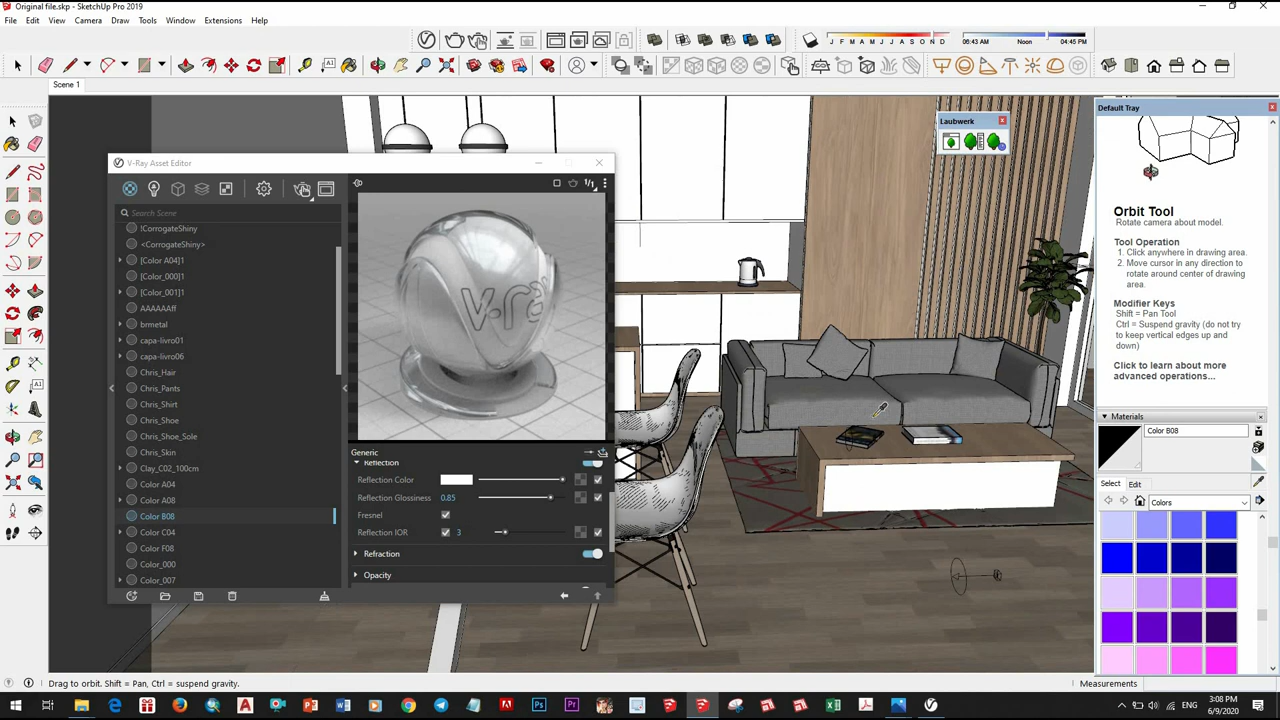 Original file.skp - SketchUp Pro 2019
File Edit View Camera Draw Tools Window Extensions Help
J F M A M J J A S O N D
06:43 AM Noon 04:45 PM
Scene 1
V-Ray Asset Editor
Search Scene
!CorrogateShiny
<CorrogateShiny>
[Color A04]1
[Color_000]1
[Color_001]1
AAAAAAff
brmetal
capa-livro01
capa-livro06
Chris_Hair
Chris_Pants
Chris_Shirt
Chris_Shoe
Chris_Shoe_Sole
Chris_Skin
Clay_C02_100cm
Color A04
Color A08
Color B08
Color C04
Color F08
Color_000
Color_007
1/1
v-ra
Generic
Reflection
Reflection Color
Reflection Glossiness 0.85
Fresnel
Reflection IOR 3
Refraction
Opacity
Laubwerk
Default Tray
Orbit Tool
Rotate camera about model.
Tool Operation
1. Click anywhere in drawing area.
2. Move cursor in any direction to
rotate around center of drawing
area.
Modifier Keys
Shift = Pan Tool
Ctrl = Suspend gravity (do not try
to keep vertical edges up and
down)
Click to learn about more
advanced operations...
Materials
Color B08
Select Edit
Colors
Drag to orbit. Shift = Pan, Ctrl = suspend gravity.
Measurements
ENG
3:08 PM
6/9/2020